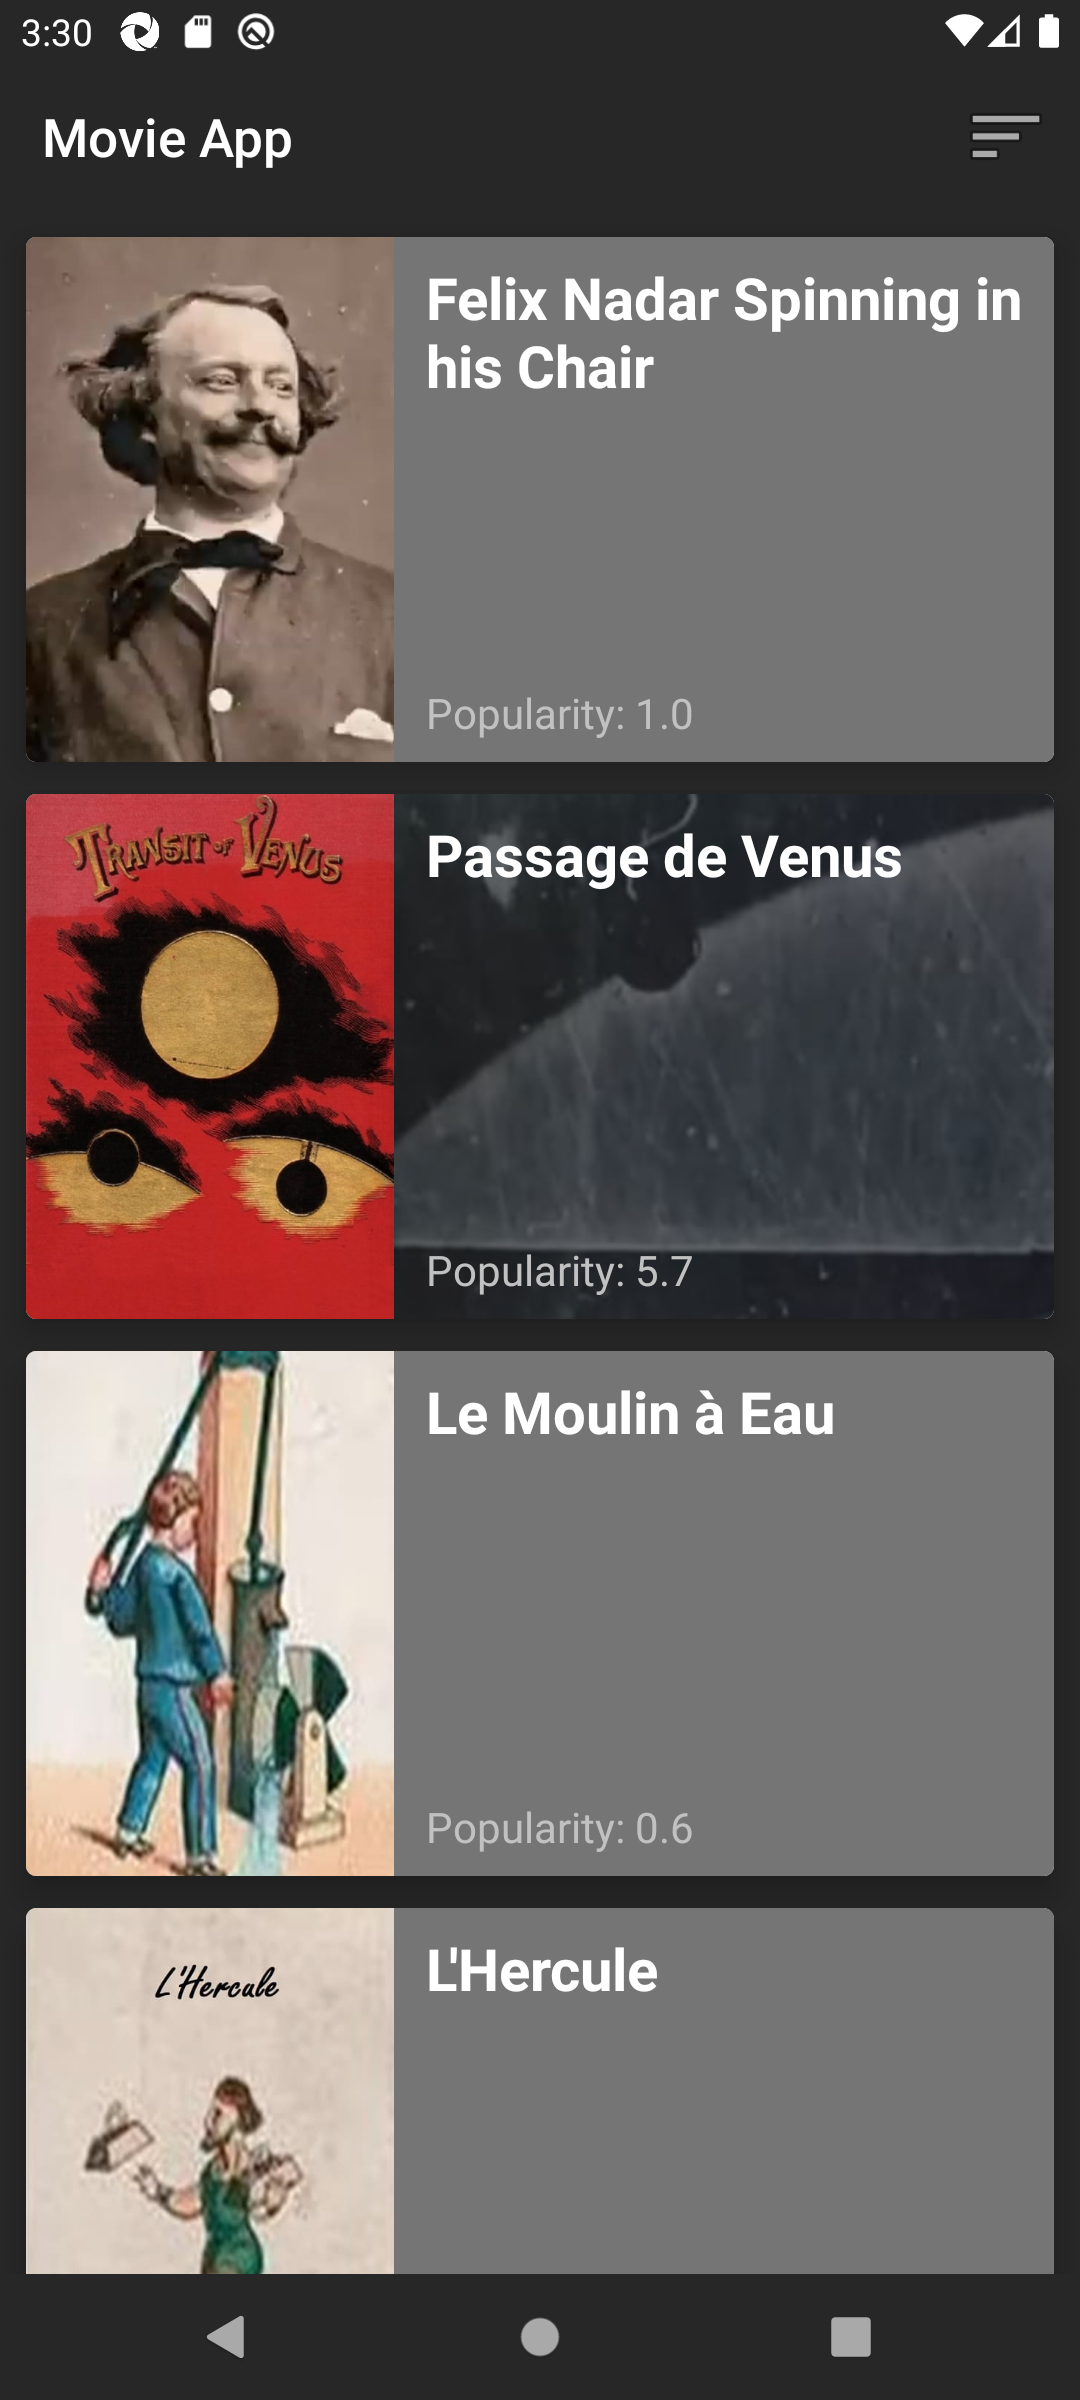 3:30
Movie App
Felix Nadar Spinning in
his Chair
Popularity: 1.0
TRANSIT OF VENUS
Passage de Venus
Popularity: 5.7
Le Moulin à Eau
Popularity: 0.6
L'Hercule
L'Hercule